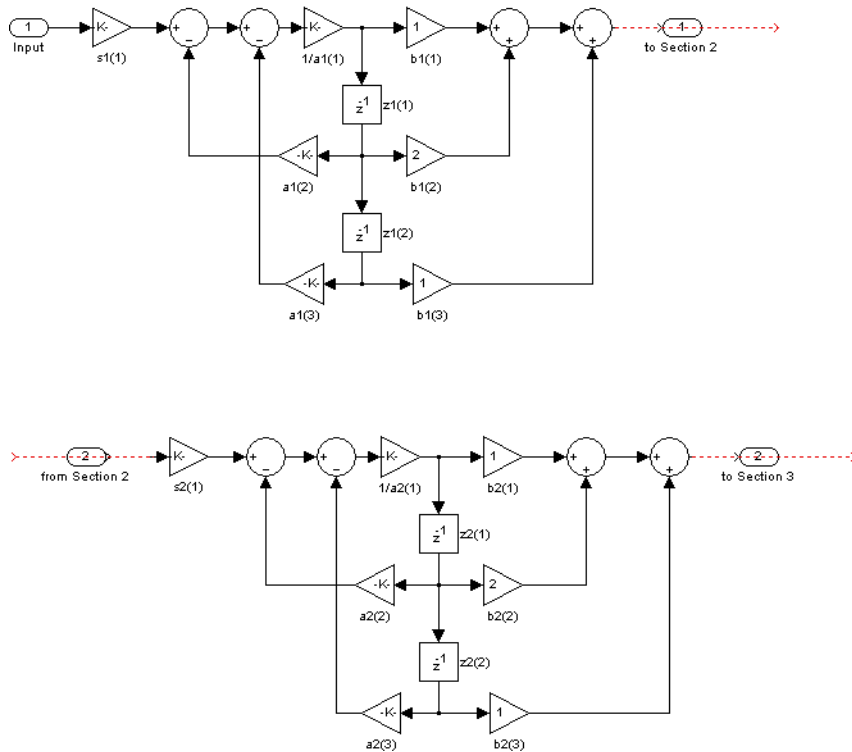 1
Input
K-
s1(1)
+
−
+
−
K-
1/a1(1)
1
b1(1)
+
+
+
+
1
to Section 2
z-1
z1(1)
-K-
a1(2)
2
b1(2)
z-1
z1(2)
-K-
a1(3)
1
b1(3)
2
from Section 2
K-
s2(1)
+
−
+
−
K-
1/a2(1)
1
b2(1)
+
+
+
+
2
to Section 3
z-1
z2(1)
-K-
a2(2)
2
b2(2)
z-1
z2(2)
-K-
a2(3)
1
b2(3)